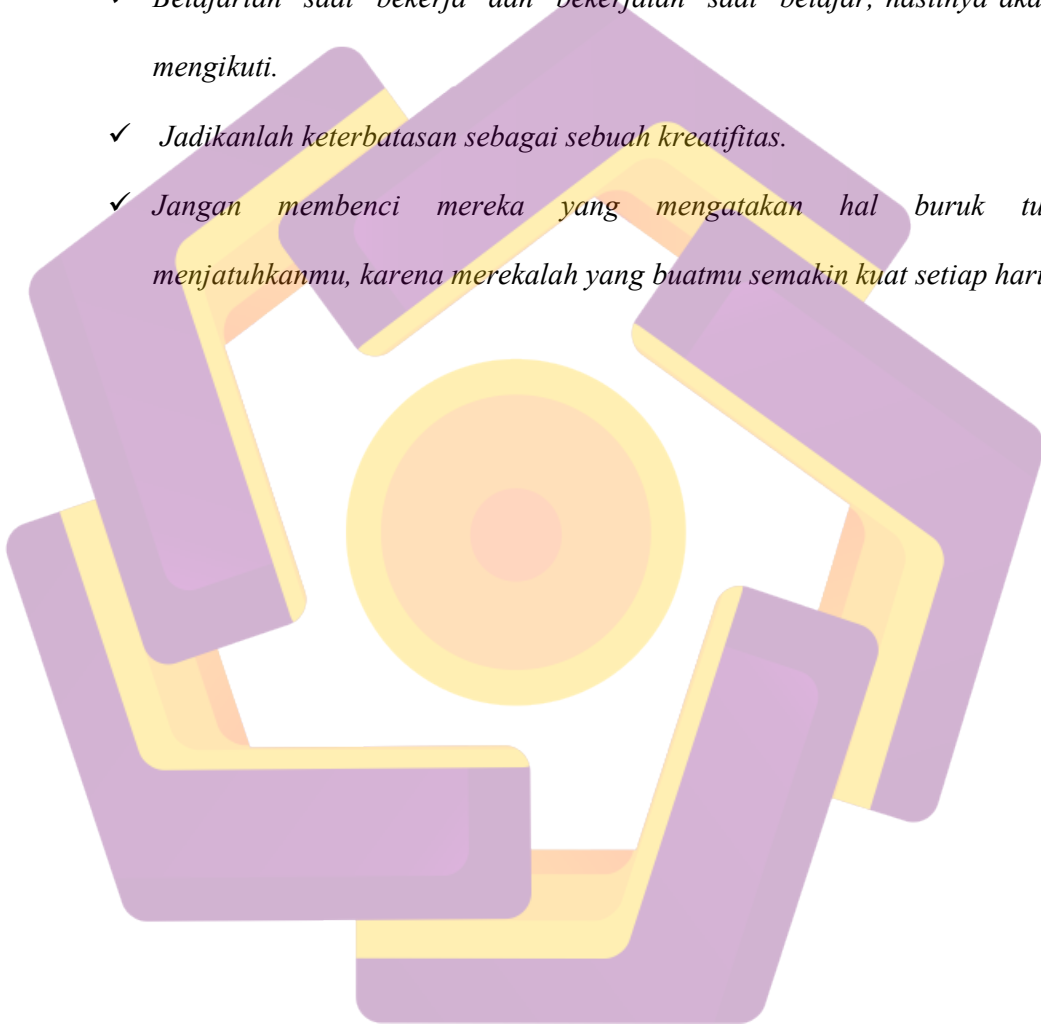 ✓ Belajarlah saat bekerja dan bekerjalah saat belajar, hasilnya
mengikuti.
✓ Jadikanlah keterbatasan sebagai sebuah kreatifitas.
✓ Jangan membenci mereka yang mengatakan hal buruk
menjatuhkanmu, karena merekalah yang buatmu semakin kuat setiap hari